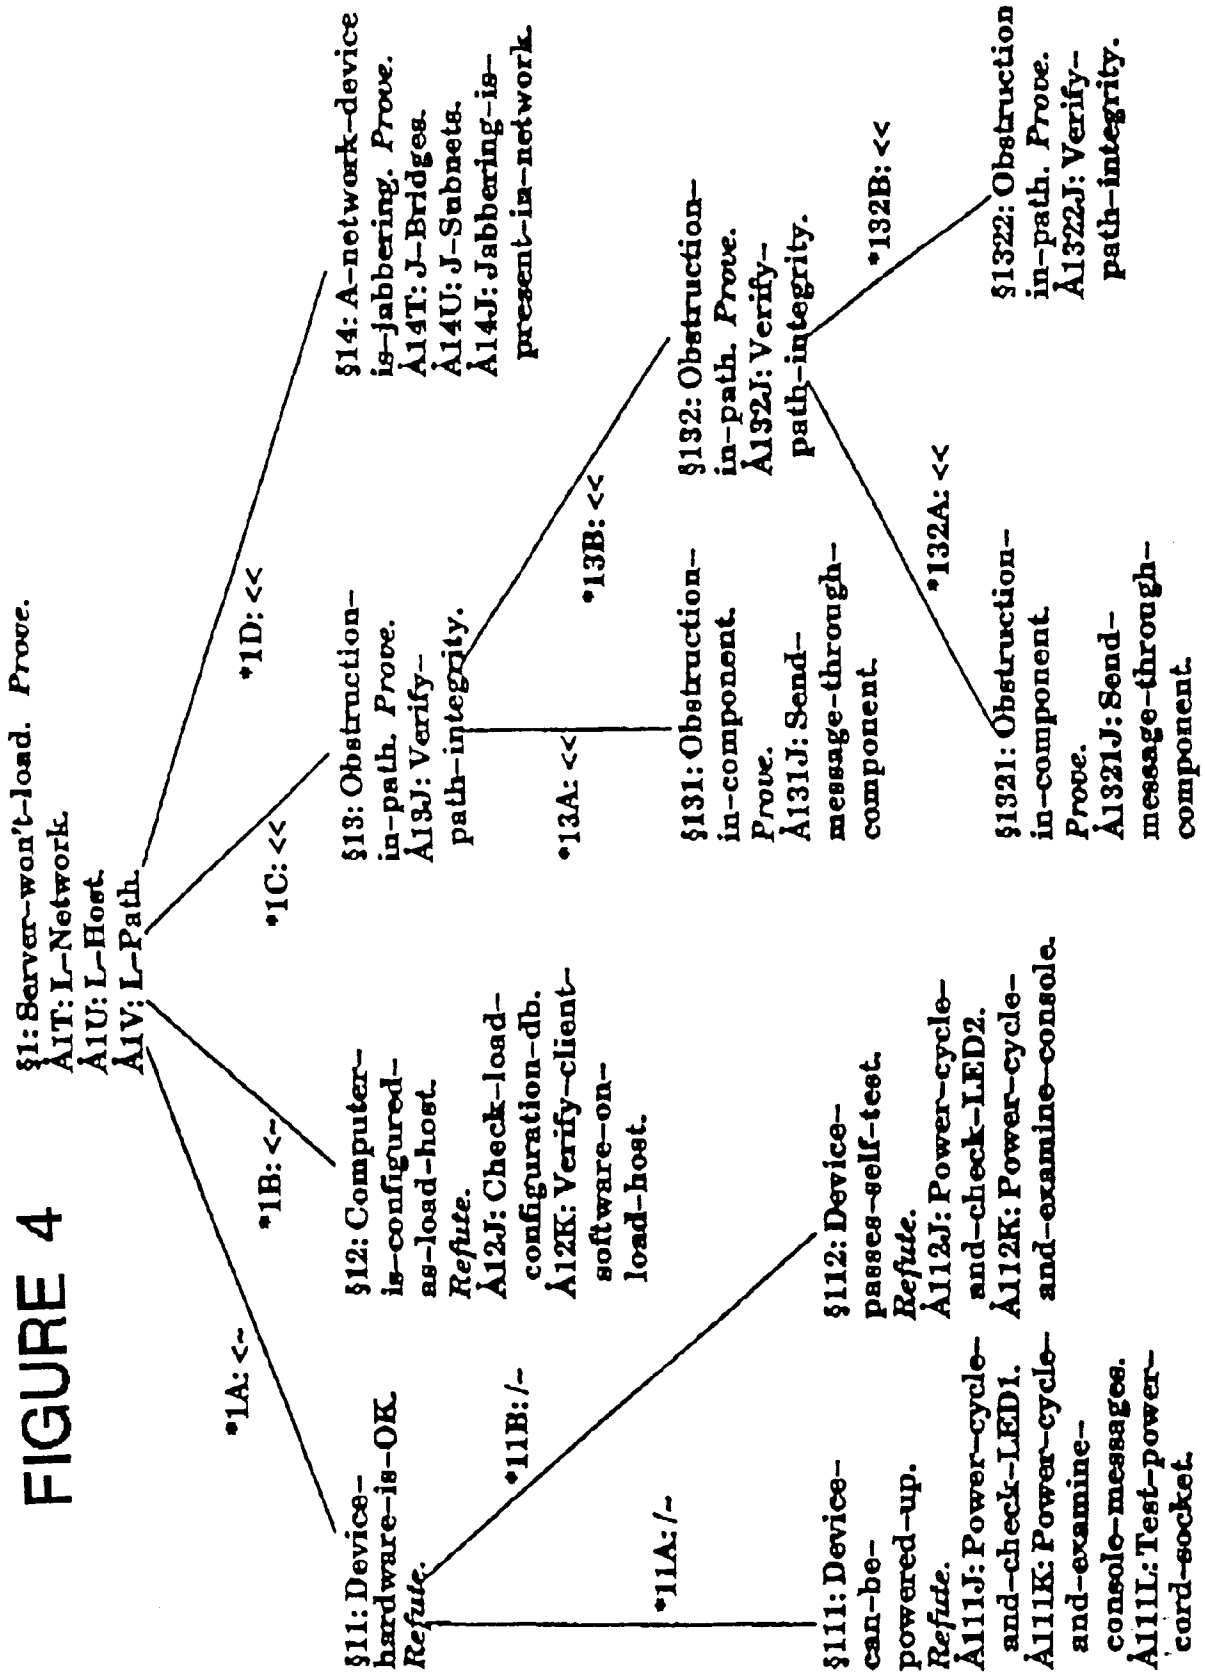 FIGURE 4
§1: Server-won't-load. Prove.
Å1T: L-Network.
Å1U: L-Host.
Å1V: L-Path.
*1A: <~
*1B: <~
*1C: <<
*1D: <<
§11: Device-
hardware-is-OK.
Refute.
§12: Computer-
is-configured-
as-load-host.
Refute.
Å12J: Check-load-
configuration-db.
Å12K: Verify-client-
software-on-
load-host.
§13: Obstruction-
in-path. Prove.
Å13J: Verify-
path-integrity.
§14: A-network-device
is-jabbering. Prove.
Å14T: J-Bridges.
Å14U: J-Subnets.
Å14J: Jabbering-is-
present-in-network.
*11A: /~
*11B: /~
*13A: <<
*13B: <<
§111: Device-
can-be-
powered-up.
Refute.
Å111J: Power-cycle-
and-check-LED1.
Å111K: Power-cycle-
and-examine-
console-messages.
Å111L: Test-power-
cord-socket.
§112: Device-
passes-self-test.
Refute.
Å112J: Power-cycle-
and-check-LED2.
Å112K: Power-cycle-
and-examine-console.
§131: Obstruction-
in-component.
Prove.
Å131J: Send-
message-through-
component.
§132: Obstruction-
in-path. Prove.
Å132J: Verify-
path-integrity.
*132A: <<
*132B: <<
§1321: Obstruction-
in-component.
Prove.
Å1321J: Send-
message-through-
component.
§1322: Obstruction
in-path. Prove.
Å1322J: Verify-
path-integrity.